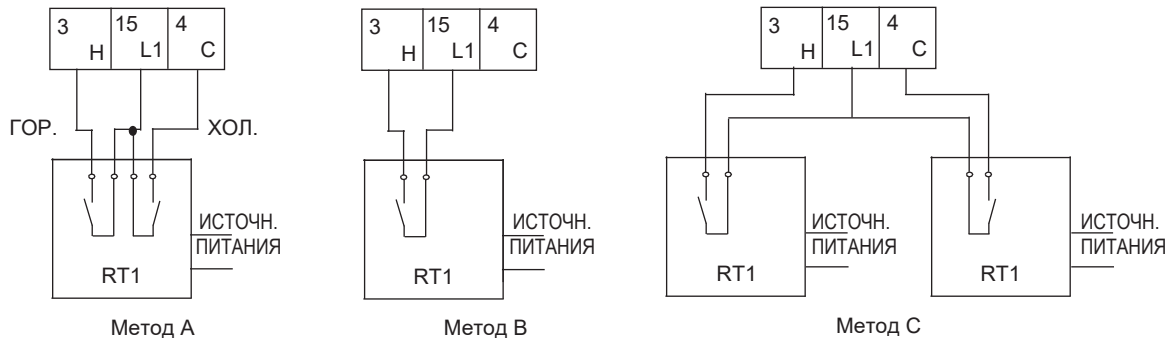 3 15 4
H L1 C
ГОР. ХОЛ.
ИСТОЧН.
ПИТАНИЯ
RT1
Метод A
3 15 4
H L1 C
ИСТОЧН.
ПИТАНИЯ
RT1
Метод B
3 15 4
H L1 C
ИСТОЧН.
ПИТАНИЯ
RT1
ИСТОЧН.
ПИТАНИЯ
RT1
Метод C